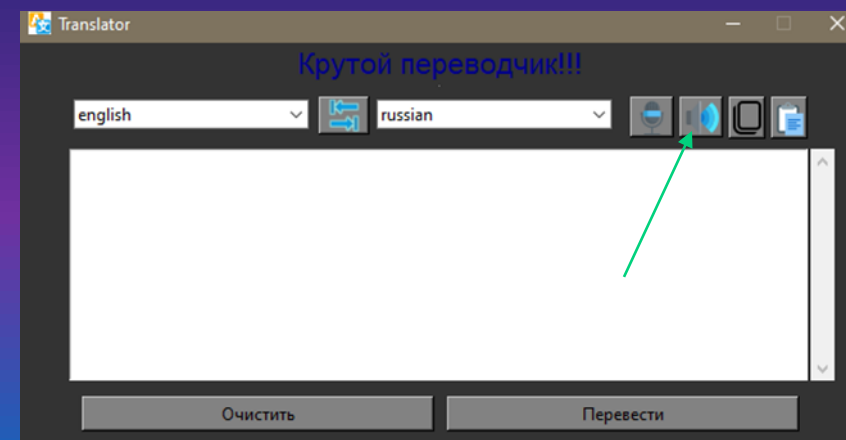 Translator
Крутой переводчик!!!
english russian
Очистить Перевести